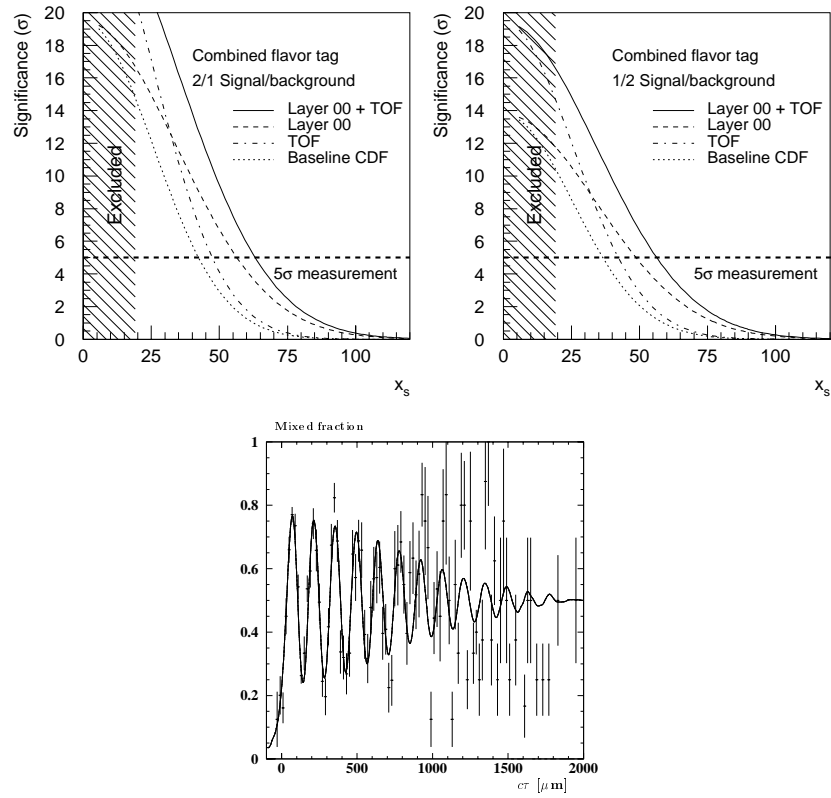 Significance (σ)
20
18
16
14
12
10
8
6
4
2
0
Combined flavor tag
2/1 Signal/background
Layer 00 + TOF
Layer 00
TOF
Baseline CDF
Excluded
5σ measurement
0 25 50 75 100
x_s
Significance (σ)
20
18
16
14
12
10
8
6
4
2
0
Combined flavor tag
1/2 Signal/background
Layer 00 + TOF
Layer 00
TOF
Baseline CDF
Excluded
5σ measurement
0 25 50 75 100
x_s
Mixed fraction
1
0.8
0.6
0.4
0.2
0
0 500 1000 1500 2000
cτ [μm]